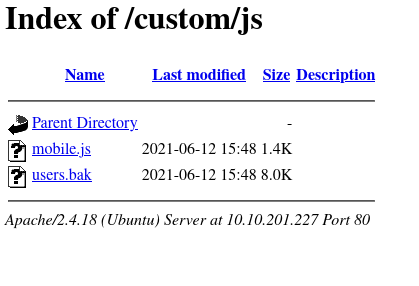 Index of /custom/js
Name Last modified Size Description
Parent Directory -
mobile.js 2021-06-12 15:48 1.4K
users.bak 2021-06-12 15:48 8.0K
Apache/2.4.18 (Ubuntu) Server at 10.10.201.227 Port 80